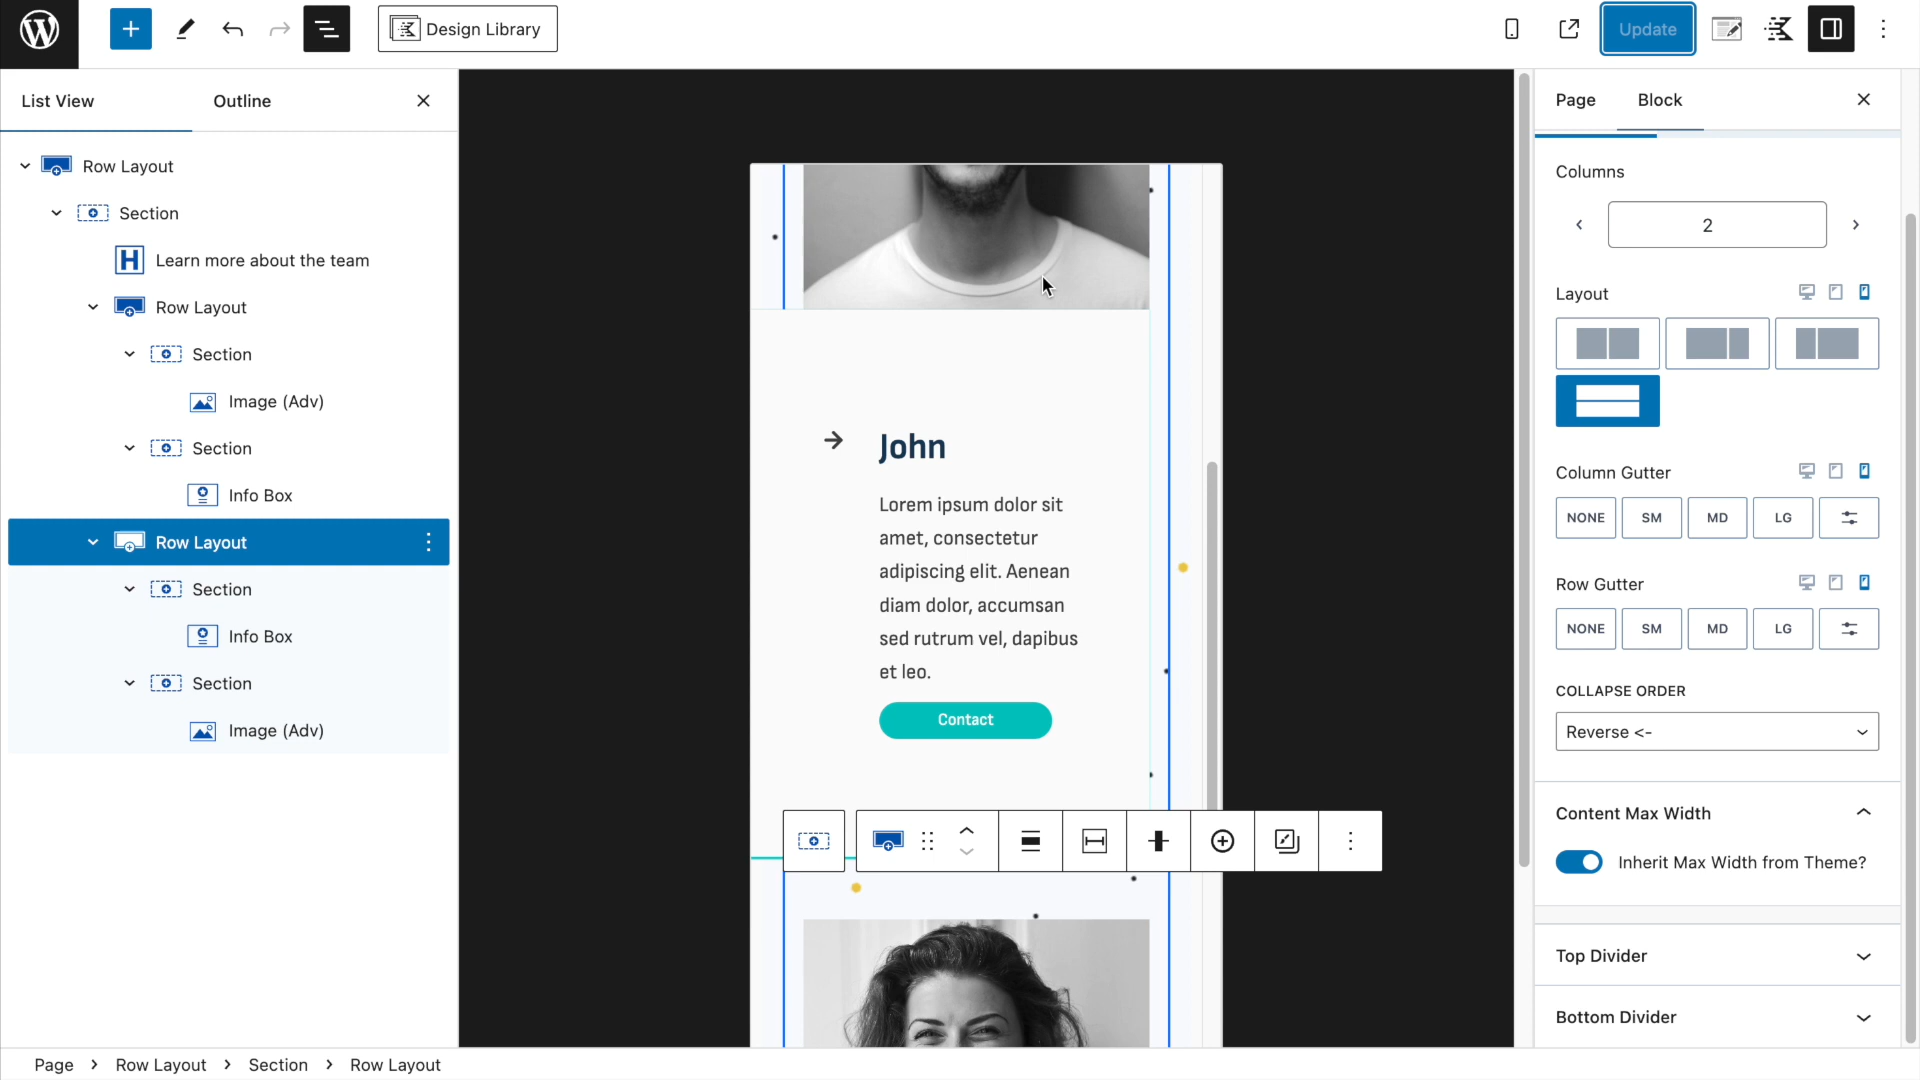 Design Library
Update
List View
Outline
Row Layout
Section
Learn more about the team
Row Layout
Section
Image (Adv)
Section
Info Box
Row Layout
Section
Info Box
Section
Image (Adv)
John
Lorem ipsum dolor sit
amet, consectetur
adipiscing elit. Aenean
diam dolor, accumsan
sed rutrum vel, dapibus
et leo.
Contact
Page
Block
Columns
2
Layout
Column Gutter
NONE SM MD LG
Row Gutter
NONE SM MD LG
COLLAPSE ORDER
Reverse <-
Content Max Width
Inherit Max Width from Theme?
Top Divider
Bottom Divider
Page > Row Layout > Section > Row Layout